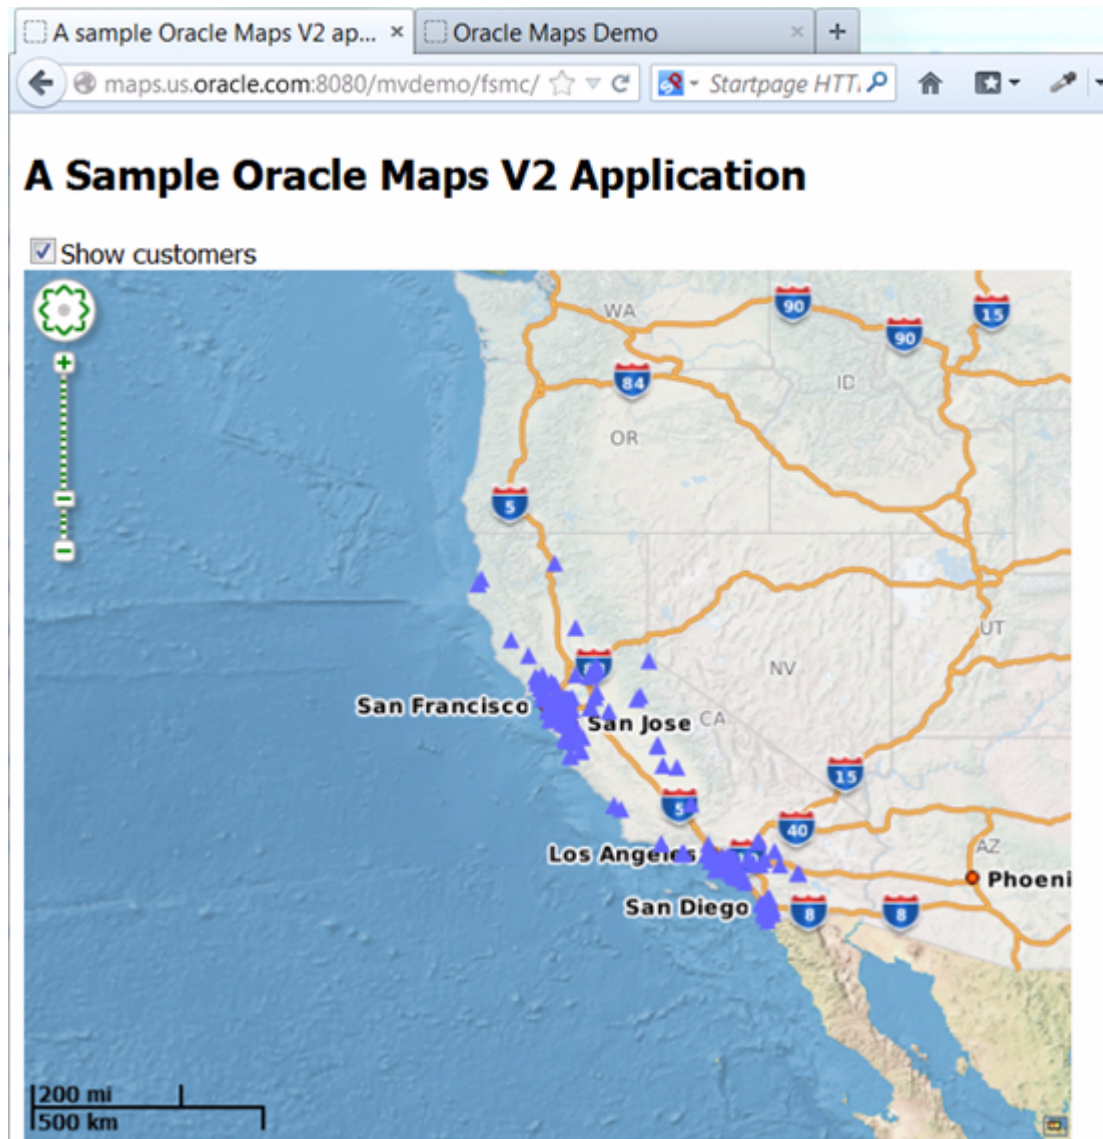 A sample Oracle Maps V2 ap... ×
Oracle Maps Demo × +
maps.us.oracle.com:8080/mvdemo/fsmc/
Startpage HTT
A Sample Oracle Maps V2 Application
Show customers
WA
90
15
90
84
ID
OR
5
UT
NV
San Francisco
San Jose
CA
15
5
40
Los Angeles
AZ
Phoeni
San Diego
8
8
200 mi
500 km